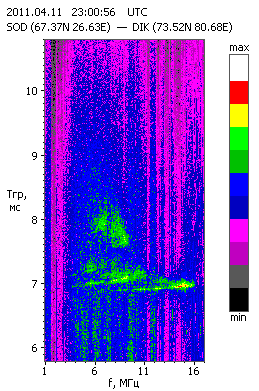 2011.04.11 23:00:56 UTC
SOD (67.37N 26.63E) — DIK (73.52N 80.68E)
max
10
9
Тгр,
мс
8
7
6
min
1 6 11 16
f, МГц